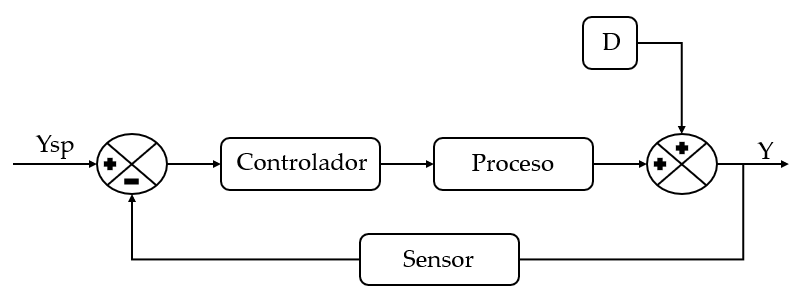 D
Ysp
Y
Controlador
Proceso
Sensor